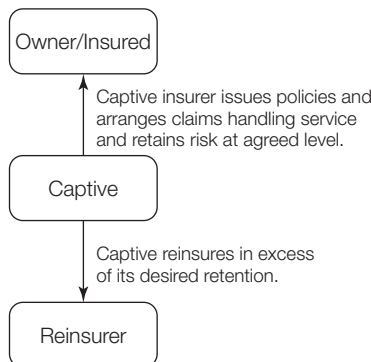 Owner/Insured
Captive insurer issues policies and
arranges claims handling service
and retains risk at agreed level.
Captive
Captive reinsures in excess
of its desired retention.
Reinsurer